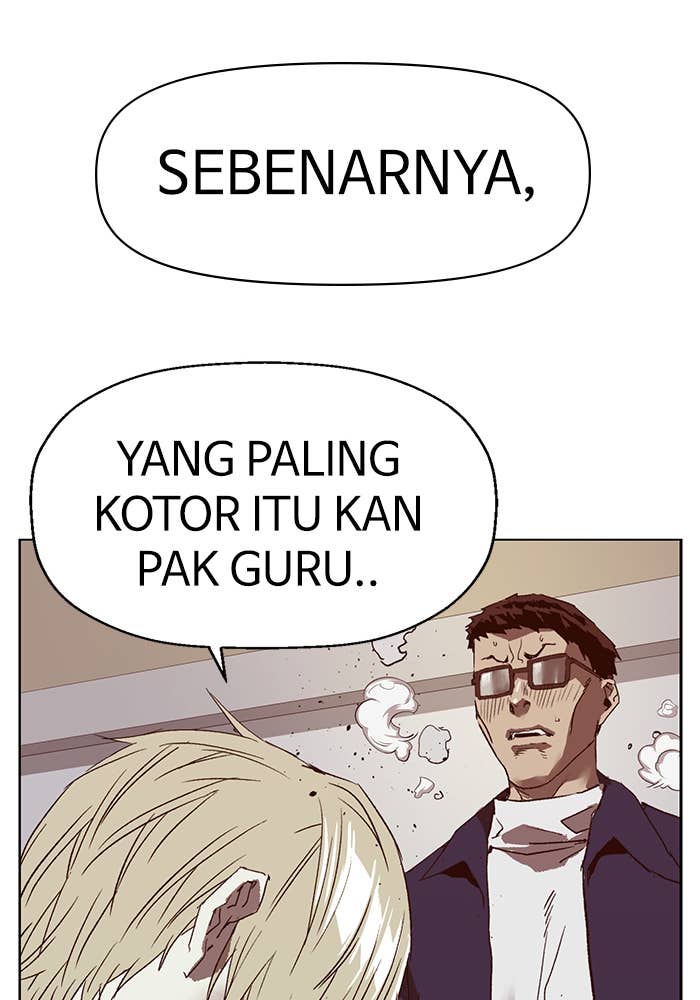 SEBENARNYA,
YANG PALING
KOTOR ITU KAN
PAK GURU..